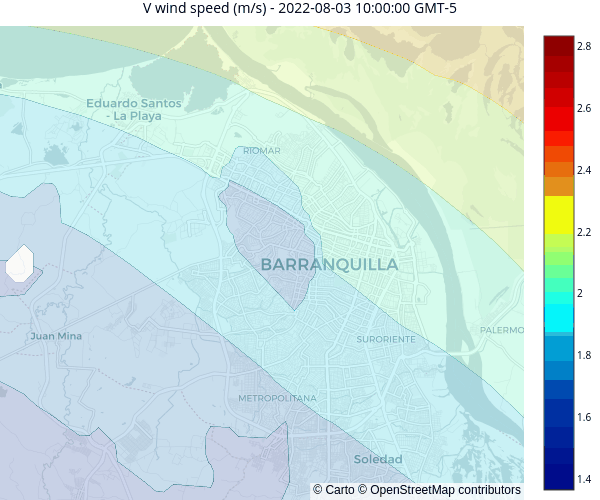 V wind speed (m/s) - 2022-08-03 10:00:00 GMT-5
2.8
2.6
2.4
2.2
2
1.8
1.6
1.4
Eduardo Santos
- La Playa
RIOMAR
BARRANQUILLA
Juan Mina
SURORIENTE
PALERMO
METROPOLITANA
Soledad
© Carto © OpenStreetMap contributors